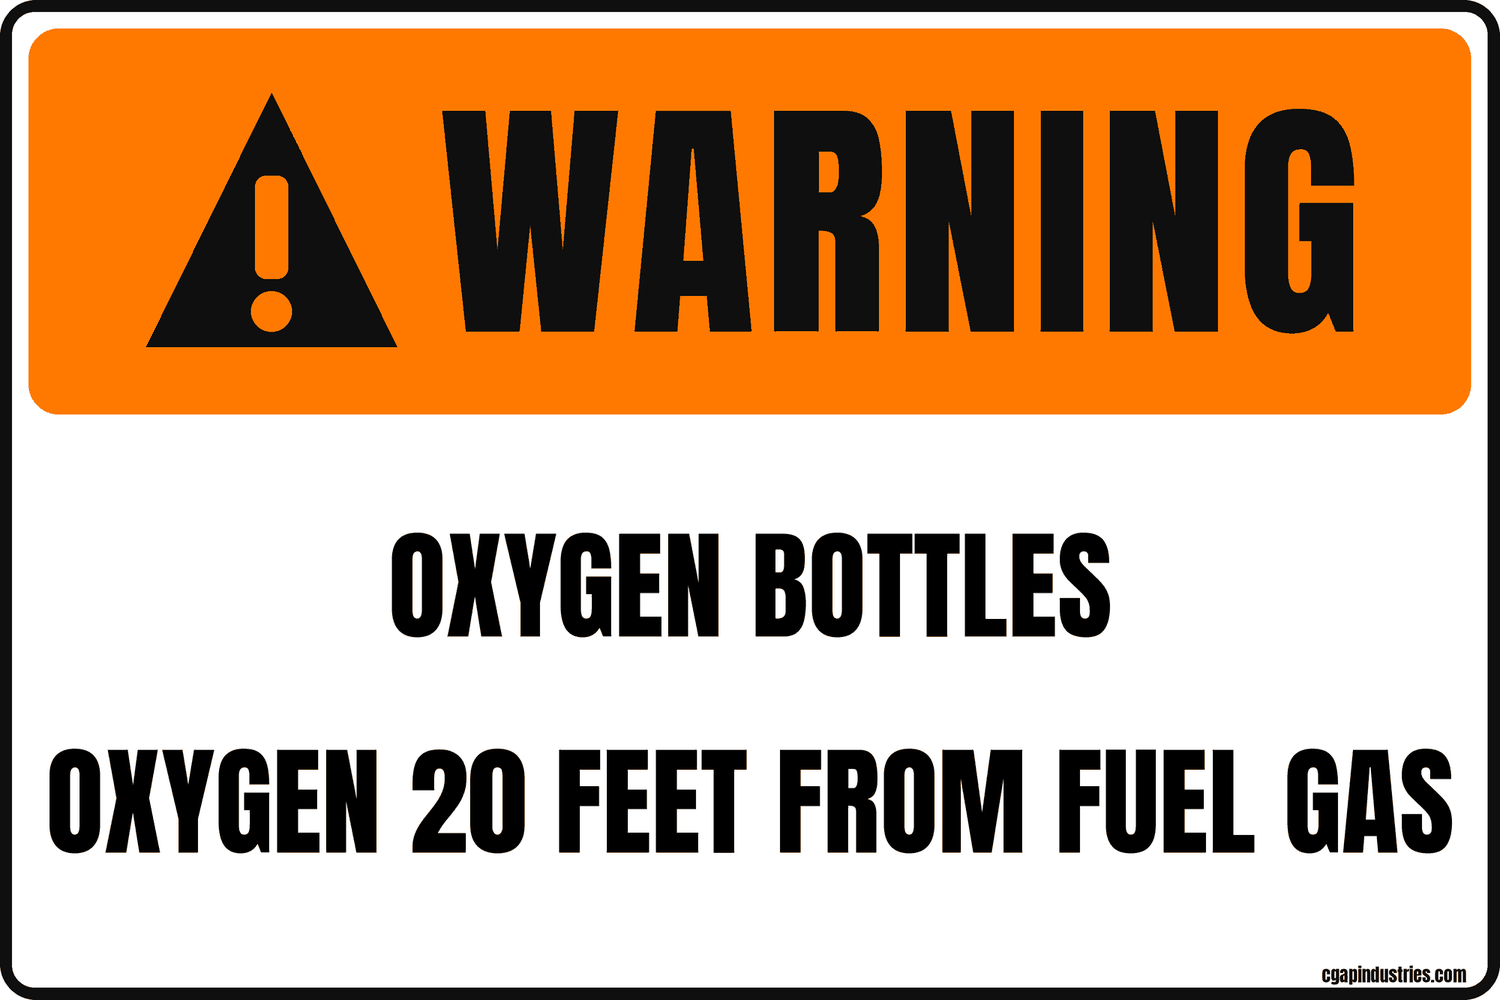 WARNING
OXYGEN BOTTLES
OXYGEN 20 FEET FROM FUEL GAS
cgapindustries.com